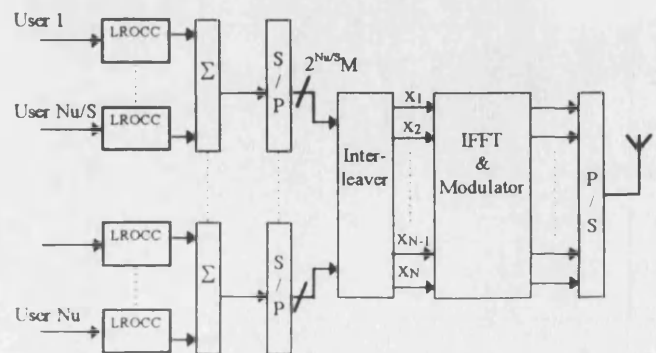 User 1
LROCC
User Nu/S
LROCC
Σ
S / P
2^Nu/S M
Inter-
leaver
X1
X2
XN-1
XN
IFFT
&
Modulator
P / S
LROCC
User Nu
LROCC
Σ
S / P